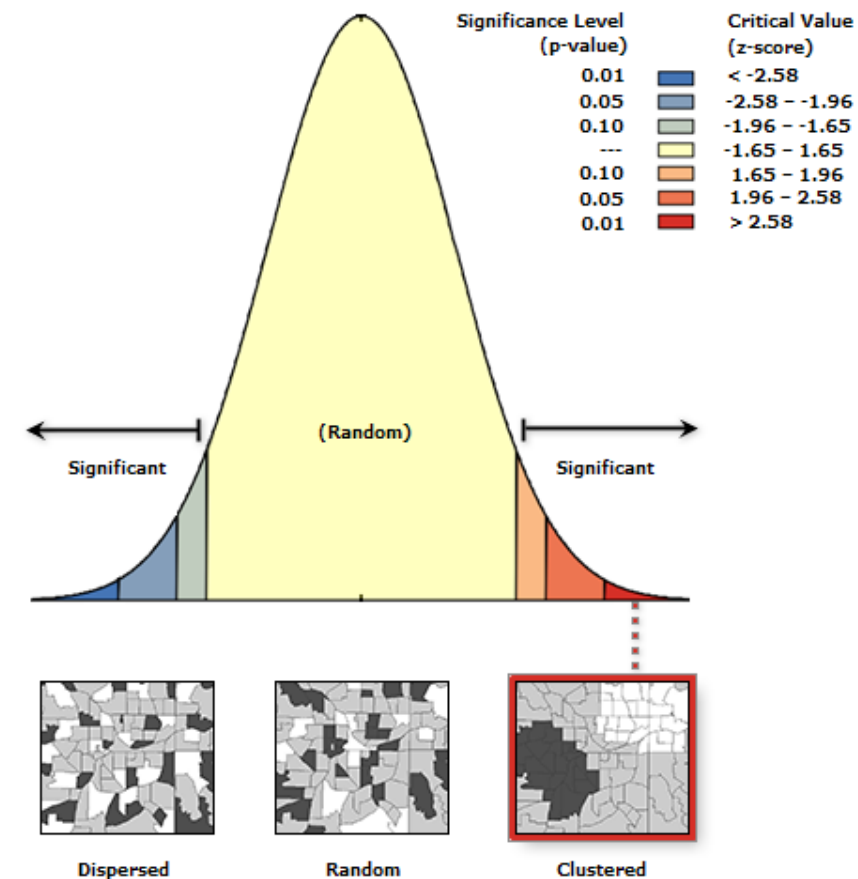 Significance Level Critical Value
(p-value) (z-score)
0.01 < -2.58
0.05 -2.58 – -1.96
0.10 -1.96 – -1.65
--- -1.65 – 1.65
0.10 1.65 – 1.96
0.05 1.96 – 2.58
0.01 > 2.58
(Random)
Significant Significant
Dispersed Random Clustered